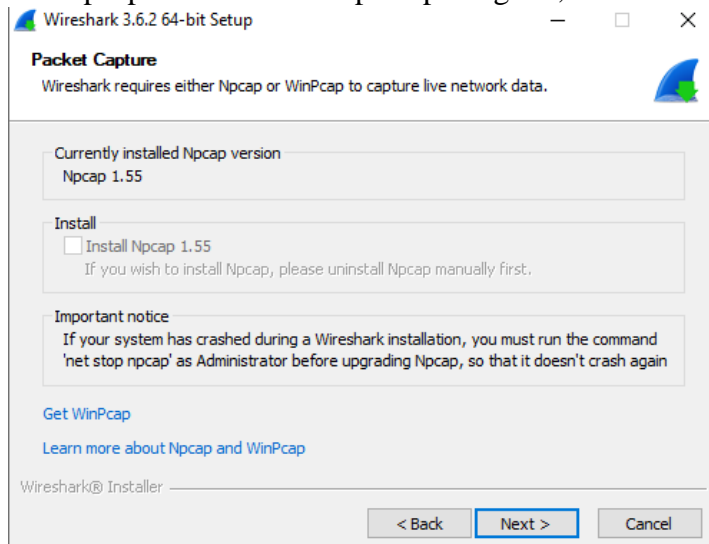 Wireshark 3.6.2 64-bit Setup
Packet Capture
Wireshark requires either Npcap or WinPcap to capture live network data.
Currently installed Npcap version
Npcap 1.55
Install
Install Npcap 1.55
If you wish to install Npcap, please uninstall Npcap manually first.
Important notice
If your system has crashed during a Wireshark installation, you must run the command
'net stop npcap' as Administrator before upgrading Npcap, so that it doesn't crash again
Get WinPcap
Learn more about Npcap and WinPcap
Wireshark® Installer
< Back Next > Cancel